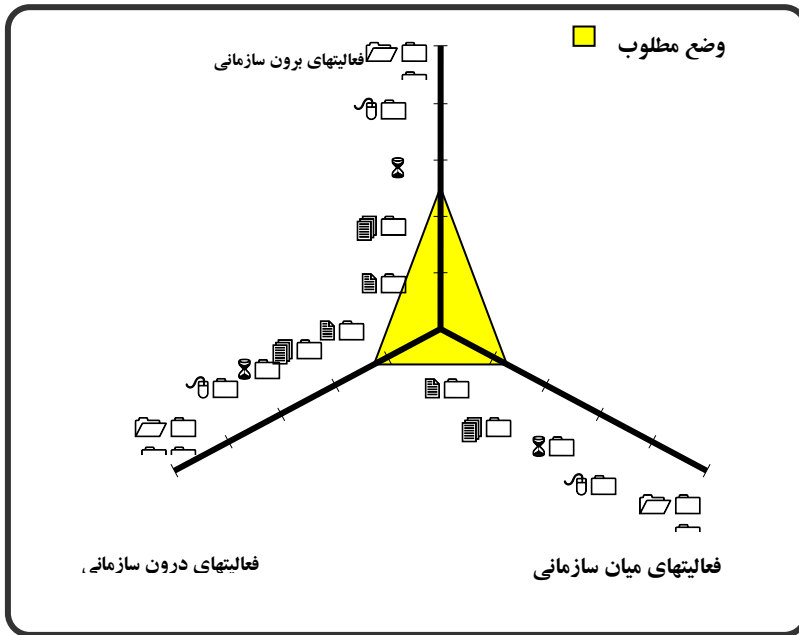 وضع مطلوب
فعالیتهای برون سازمانی
فعالیتهای میان سازمانی
فعالیتهای درون سازمانی